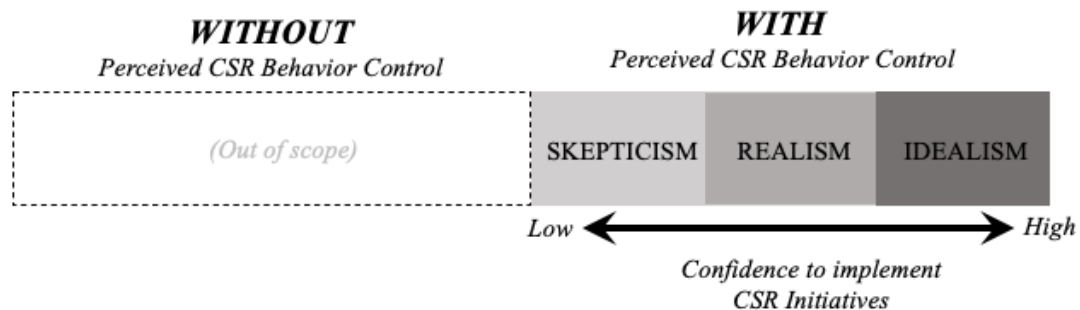 WITHOUT
Perceived CSR Behavior Control
WITH
Perceived CSR Behavior Control
(Out of scope)
SKEPTICISM
REALISM
IDEALISM
Low
High
Confidence to implement
CSR Initiatives